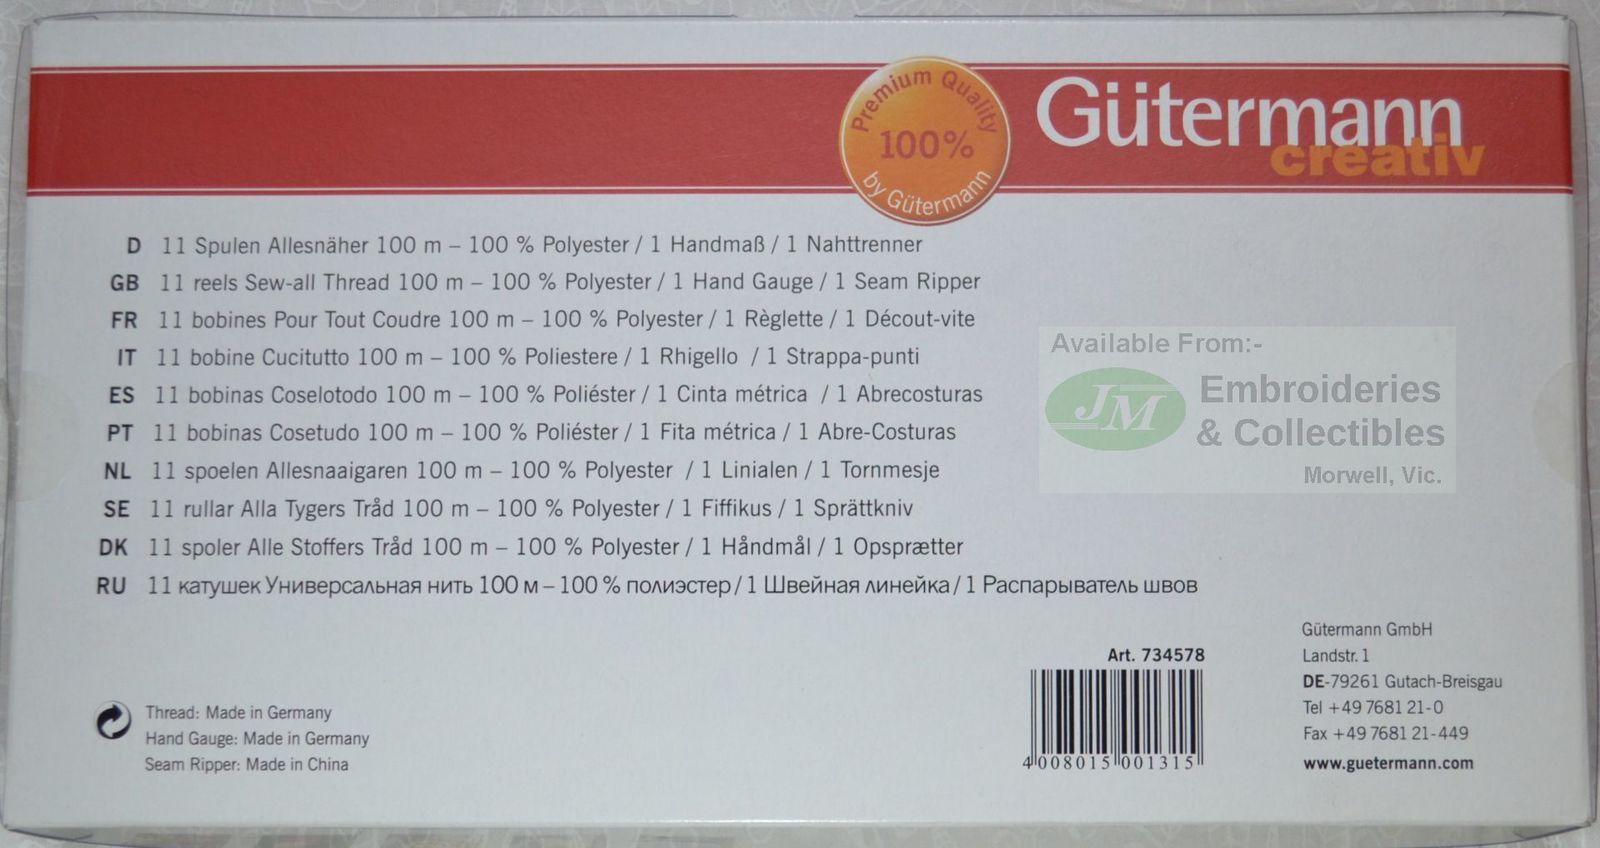 Premium Quality
100%
by Gütermann
Gütermann
creativ
D 11 Spulen Allesnäher 100 m – 100 % Polyester / 1 Handmaß / 1 Nahttrenner
GB 11 reels Sew-all Thread 100 m – 100 % Polyester / 1 Hand Gauge / 1 Seam Ripper
FR 11 bobines Pour Tout Coudre 100 m – 100 % Polyester / 1 Règlette / 1 Décout-vite
IT 11 bobine Cucitutto 100 m – 100 % Poliestere / 1 Rhigello / 1 Strappa-punti
ES 11 bobinas Coselotodo 100 m – 100 % Poliéster / 1 Cinta métrica / 1 Abrecosturas
PT 11 bobinas Cosetudo 100 m – 100 % Poliéster / 1 Fita métrica / 1 Abre-Costuras
NL 11 spoelen Allesnaaigaren 100 m – 100 % Polyester / 1 Linialen / 1 Tornmesje
SE 11 rullar Alla Tygers Tråd 100 m – 100 % Polyester / 1 Fiffikus / 1 Sprättkniv
DK 11 spoler Alle Stoffers Tråd 100 m – 100 % Polyester / 1 Håndmål / 1 Opsprætter
RU 11 катушек Универсальная нить 100 м – 100 % полиэстер / 1 Швейная линейка / 1 Распарыватель швов
Available From:-
JM
Embroideries
& Collectibles
Morwell, Vic.
Thread: Made in Germany
Hand Gauge: Made in Germany
Seam Ripper: Made in China
Art. 734578
4 008015 001315
Gütermann GmbH
Landstr. 1
DE-79261 Gutach-Breisgau
Tel +49 7681 21-0
Fax +49 7681 21-449
www.guetermann.com